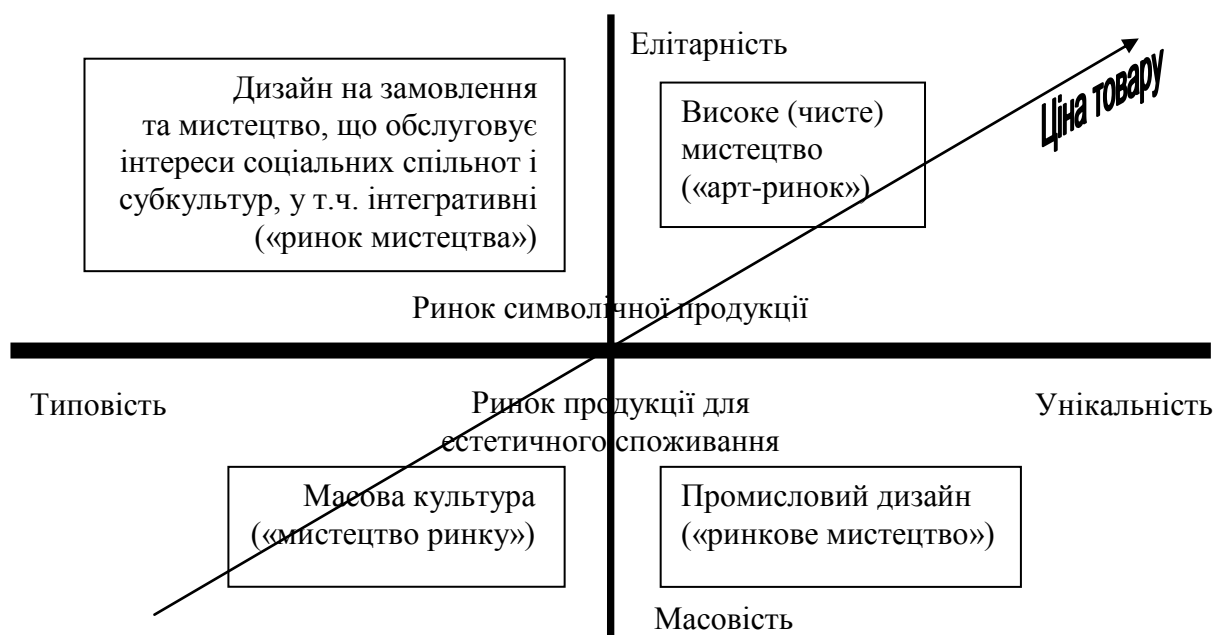 Елітарність
Ціна товару
Дизайн на замовлення
та мистецтво, що обслуговує
інтереси соціальних спільнот і
субкультур, у т.ч. інтегративні
(«ринок мистецтва»)
Високе (чисте)
мистецтво
(«арт-ринок»)
Ринок символічної продукції
Типовість
Ринок продукції для
естетичного споживання
Унікальність
Масова культура
(«мистецтво ринку»)
Промисловий дизайн
(«ринкове мистецтво»)
Масовість